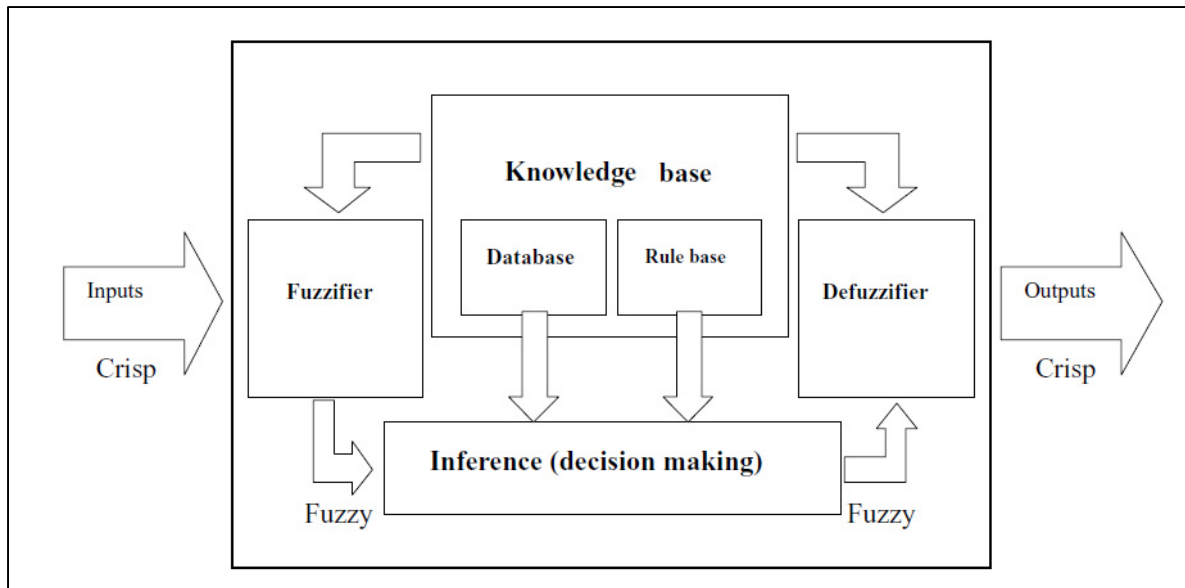 Knowledge base
Database
Rule base
Inputs
Fuzzifier
Defuzzifier
Outputs
Crisp
Crisp
Inference (decision making)
Fuzzy
Fuzzy